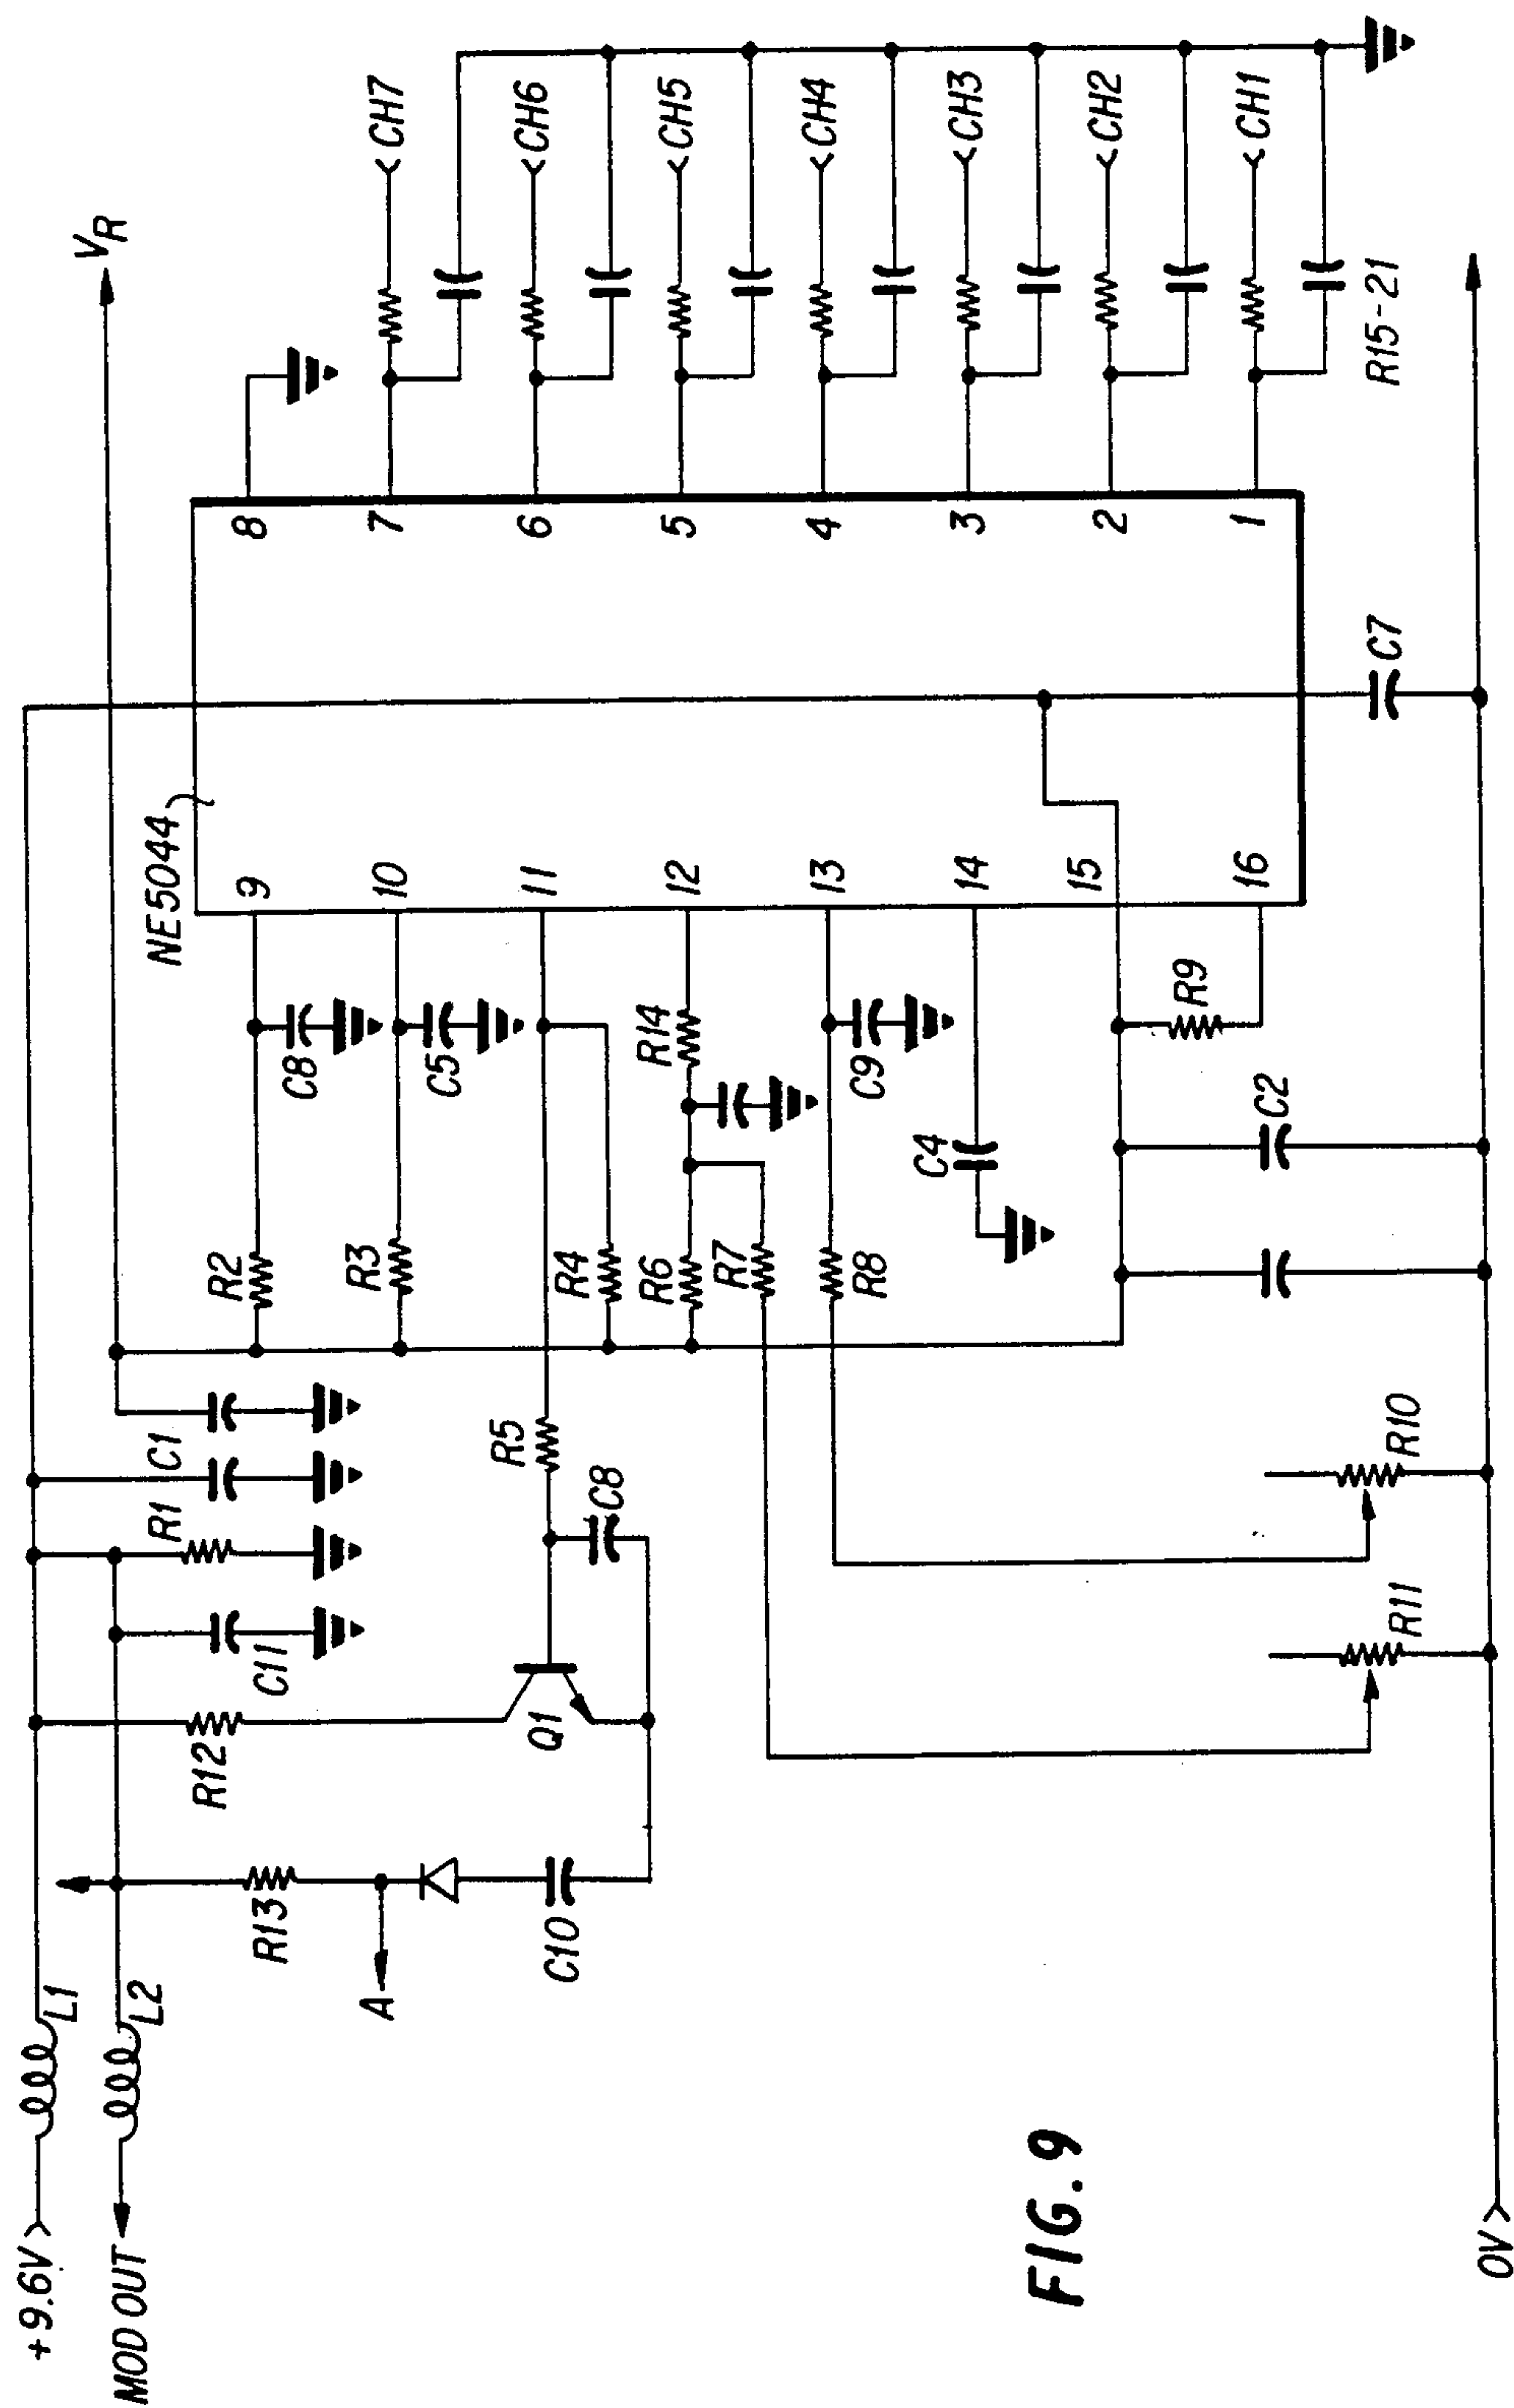 +9.6V
L1
MOD OUT
L2
VR
R13
A
C10
R12
Q1
C11
R1
C1
R5
C8
R2
C8
R3
C5
R4
R6
R7
R14
R8
C9
C4
R9
C2
R11
R10
C7
NE5044
9
10
11
12
13
14
15
16
8
7
6
5
4
3
2
1
CH7
CH6
CH5
CH4
CH3
CH2
CH1
R15-21
0V
FIG. 9